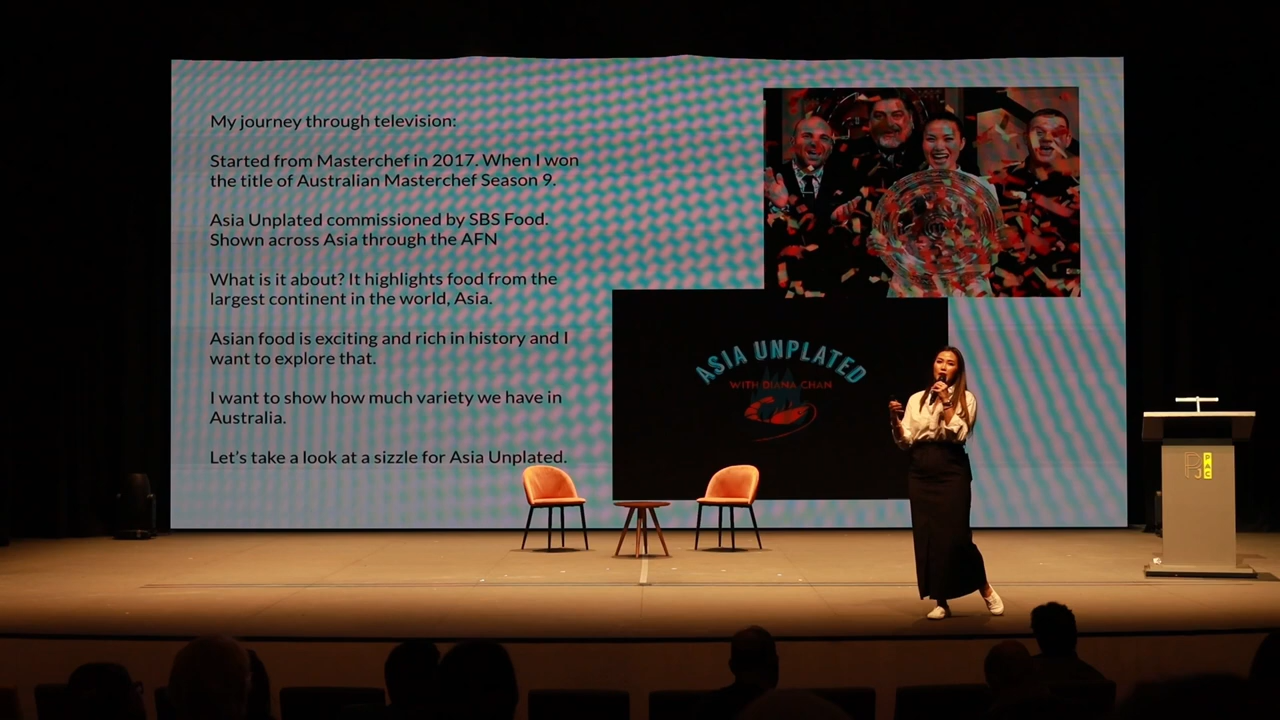 My journey through television:
Started from Masterchef in 2017. When I won
the title of Australian Masterchef Season 9.
Asia Unplated commissioned by SBS Food.
Shown across Asia through the AFN
What is it about? It highlights food from the
largest continent in the world, Asia.
Asian food is exciting and rich in history and I
want to explore that.
I want to show how much variety we have in
Australia.
Let's take a look at a sizzle for Asia Unplated.
ASIA UNPLATED
WITH DIANA CHAN
PJ
PAC